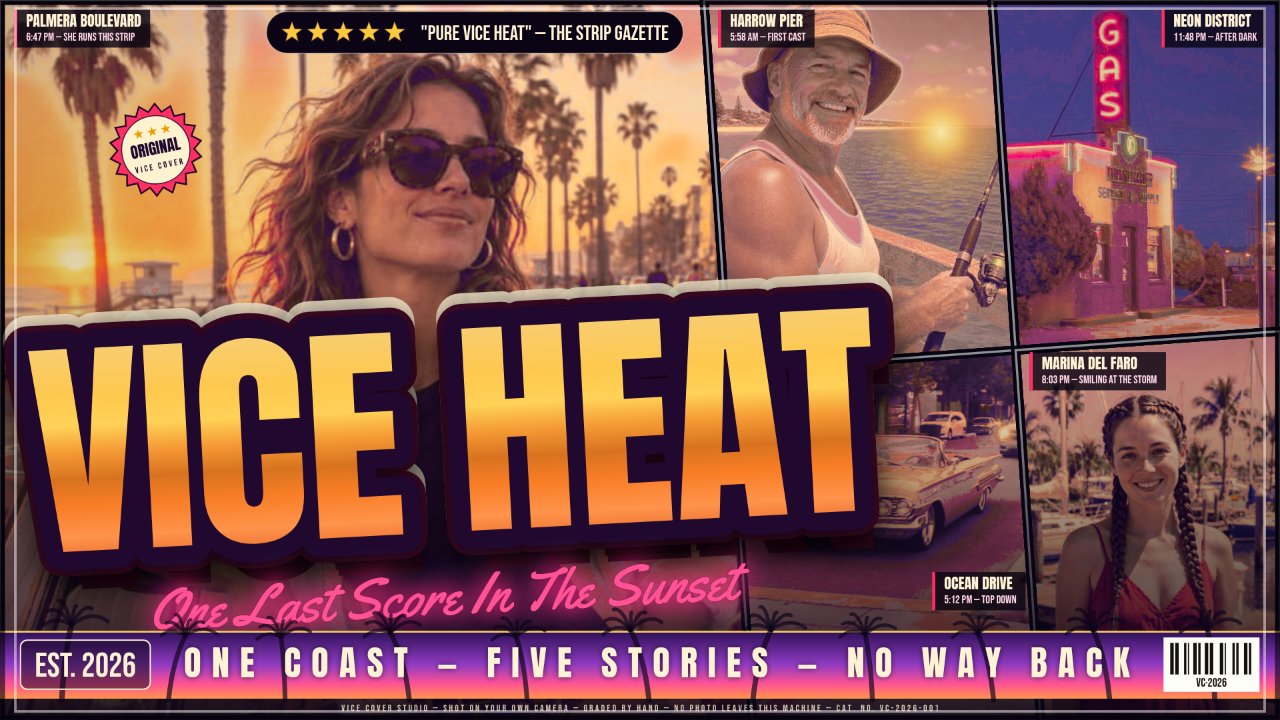 PALMERA BOULEVARD
6:47 PM – SHE RUNS THIS STRIP
★★★★★ "PURE VICE HEAT" – THE STRIP GAZETTE
HARROW PIER
5:58 AM – FIRST CAST
NEON DISTRICT
11:48 PM – AFTER DARK
GAS
★★★
ORIGINAL
VICE COVER
VICE HEAT
One Last Score In The Sunset
MARINA DEL FARO
8:03 PM – SMILING AT THE STORM
OCEAN DRIVE
5:12 PM – TOP DOWN
EST. 2026
ONE COAST – FIVE STORIES – NO WAY BACK
VC-2026
VICE COVER STUDIO — SHOT ON YOUR OWN CAMERA — GRADED BY HAND — NO PHOTO LEAVES THIS MACHINE — CAT. NO. VC-2026-001